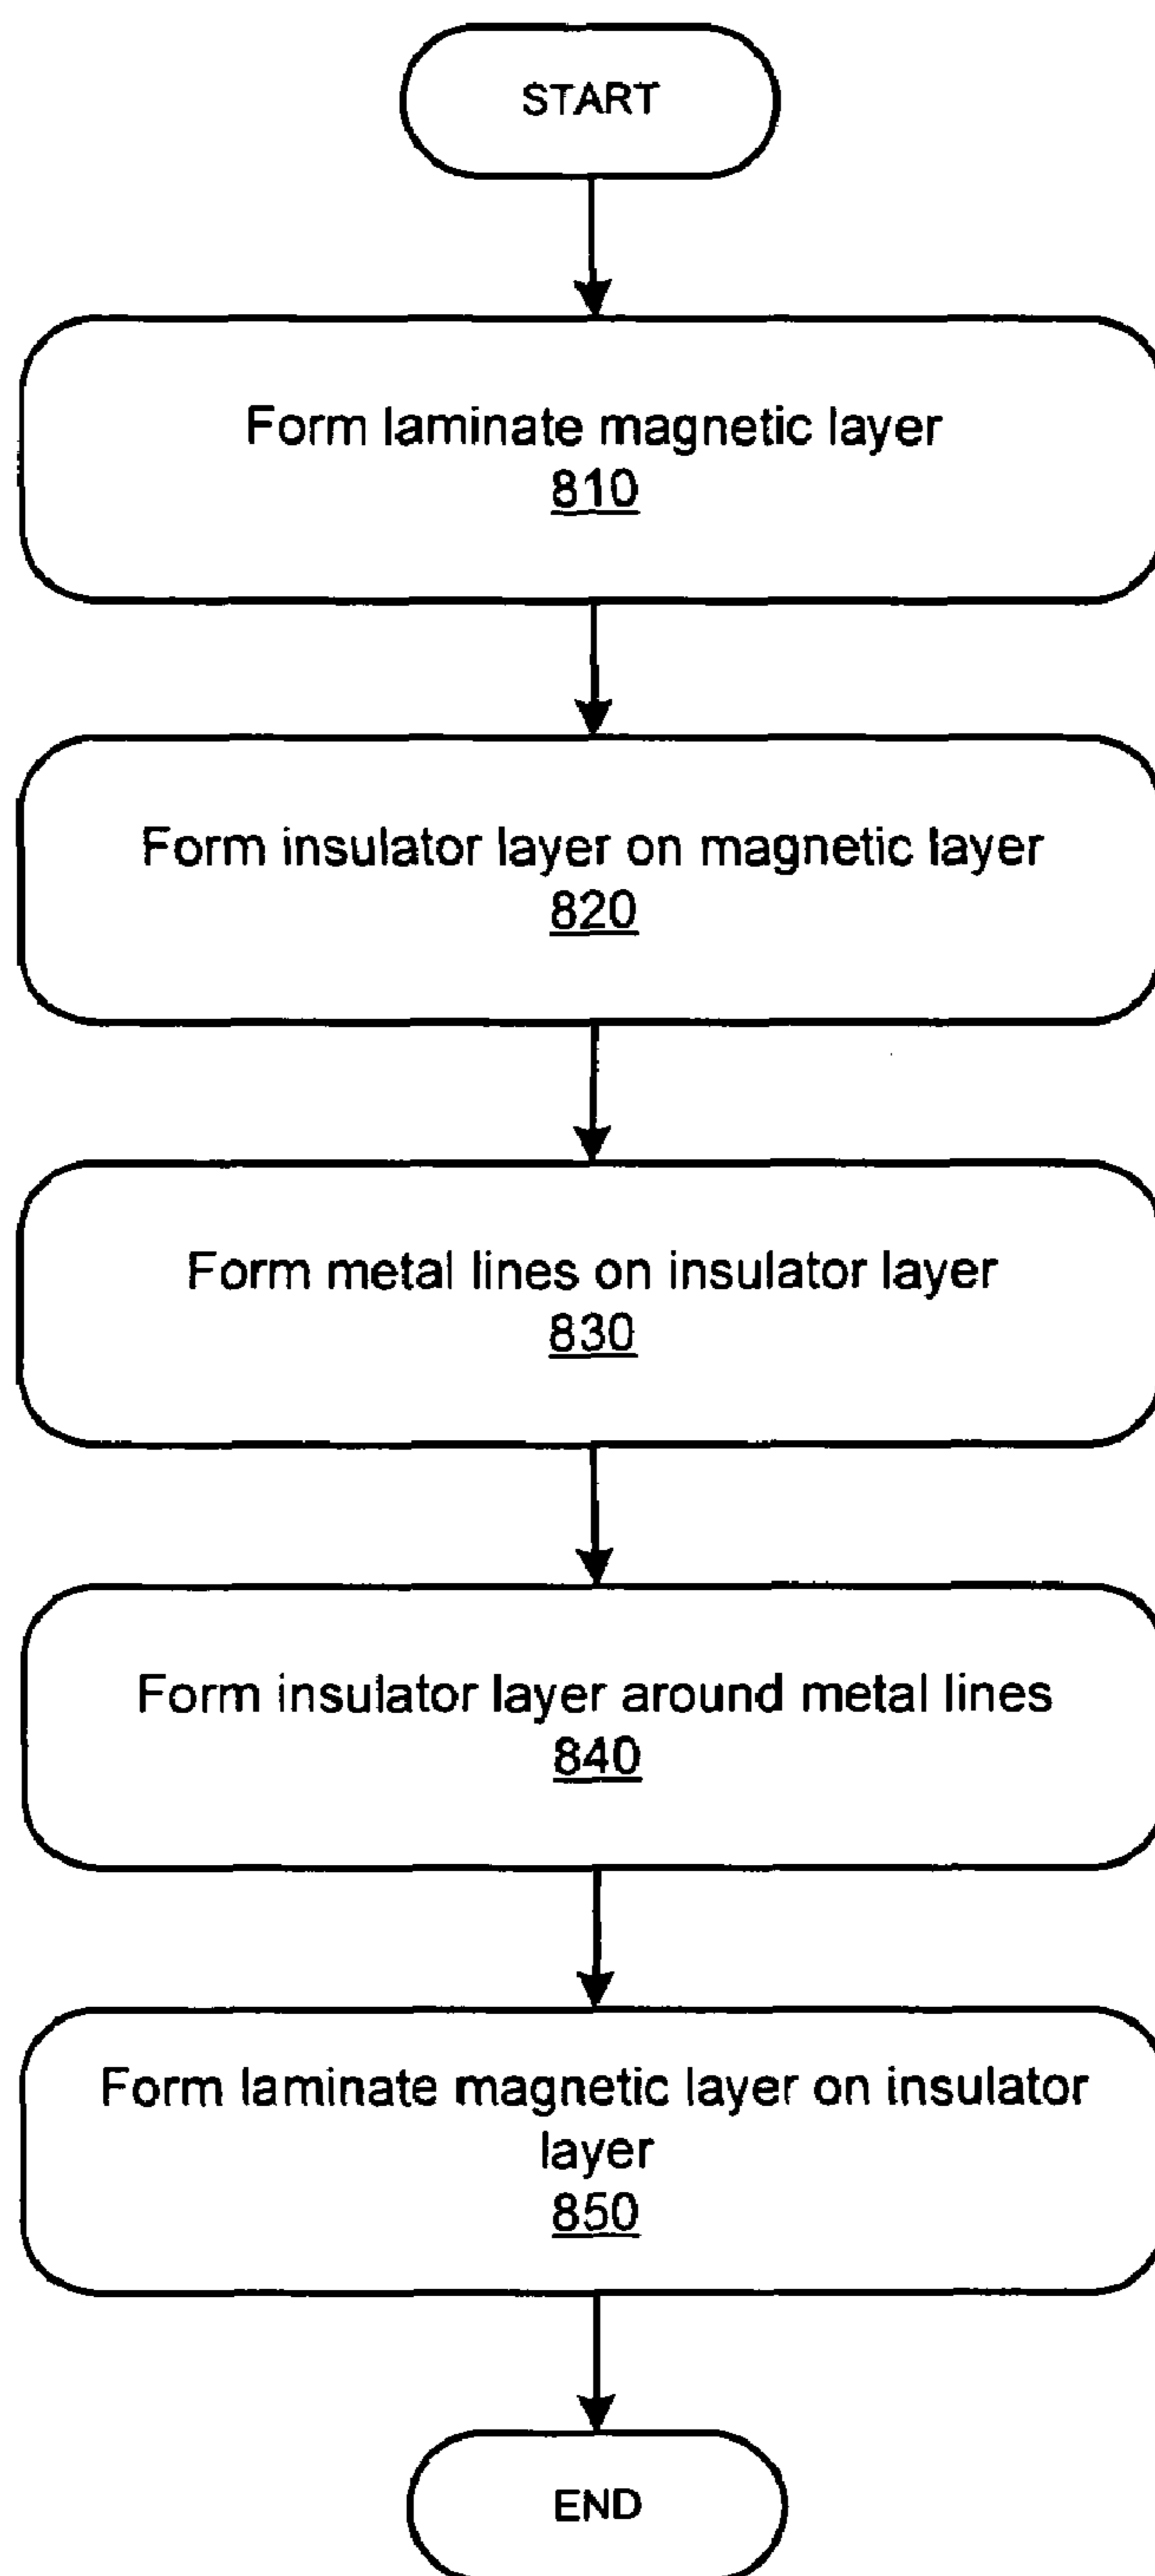 START
Form laminate magnetic layer
810
Form insulator layer on magnetic layer
820
Form metal lines on insulator layer
830
Form insulator layer around metal lines
840
Form laminate magnetic layer on insulator
layer
850
END